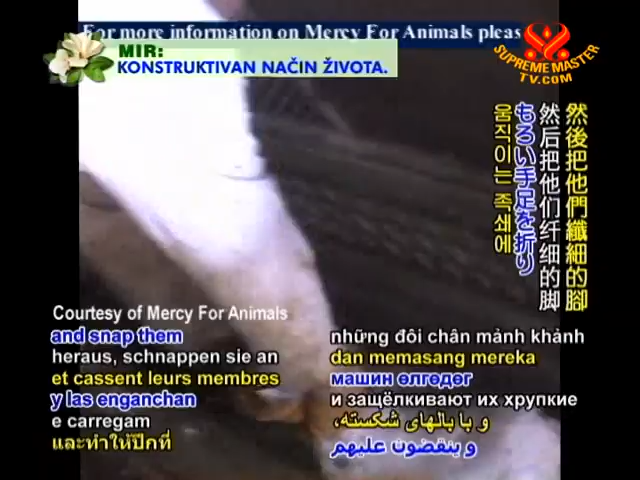 For more information on Mercy For Animals pleas
MIR:
KONSTRUKTIVAN NAČIN ŽIVOTA.
SUPREME MASTER
TV.COM
然後把他們纖細的腳
然后把他们纤细的脚
もろい手足を折り
움직이는 족쇄에
Courtesy of Mercy For Animals
and snap them
heraus, schnappen sie an
et cassent leurs membres
y las enganchan
e carregam
และทำให้ปีกที่
những đôi chân mảnh khảnh
dan memasang mereka
машин өлгөдөг
и защёлкивают их хрупкие
و با بالهای شکسته،
و ينقضون عليهم